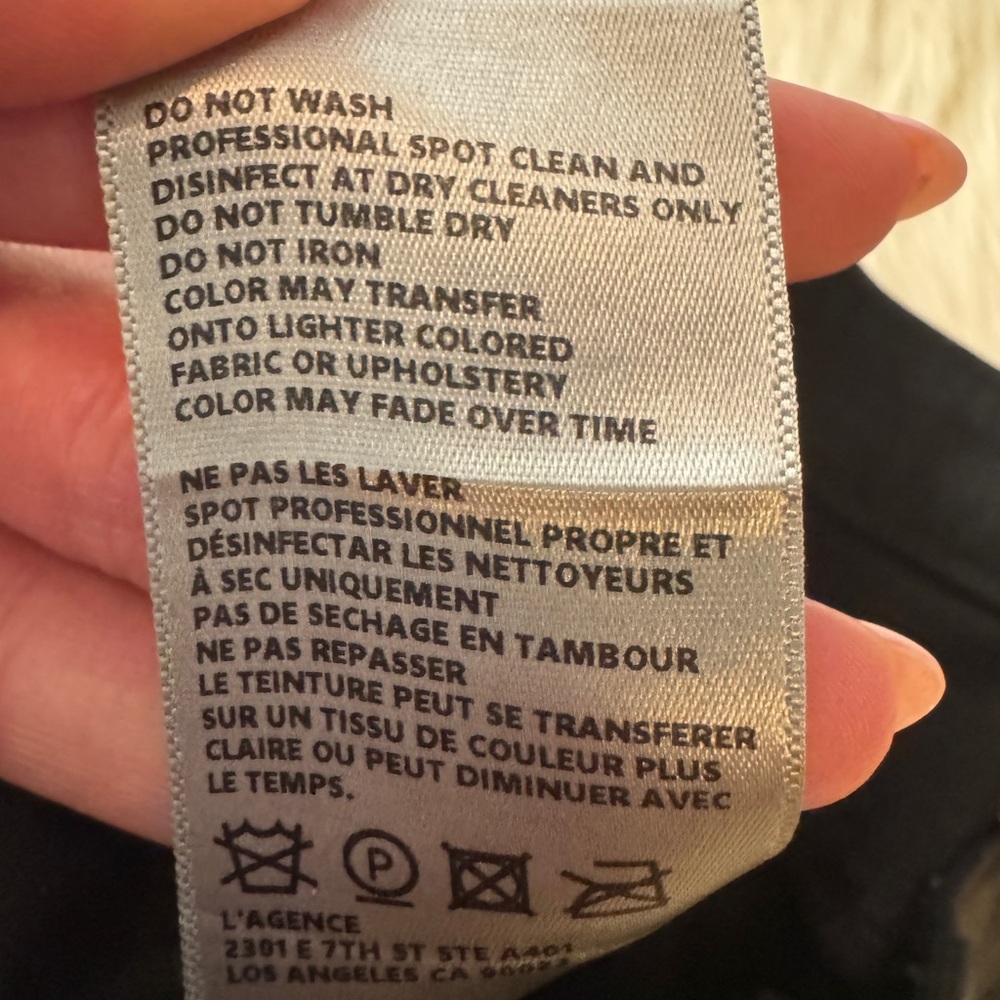 DO NOT WASH
PROFESSIONAL SPOT CLEAN AND
DISINFECT AT DRY CLEANERS ONLY
DO NOT TUMBLE DRY
DO NOT IRON
COLOR MAY TRANSFER
ONTO LIGHTER COLORED
FABRIC OR UPHOLSTERY
COLOR MAY FADE OVER TIME
NE PAS LES LAVER
SPOT PROFESSIONNEL PROPRE ET
DÉSINFECTAR LES NETTOYEURS
À SEC UNIQUEMENT
PAS DE SECHAGE EN TAMBOUR
NE PAS REPASSER
LE TEINTURE PEUT SE TRANSFERER
SUR UN TISSU DE COULEUR PLUS
CLAIRE OU PEUT DIMINUER AVEC
LE TEMPS.
P
L'AGENCE
2301 E 7TH ST STE
LOS ANGELES CA